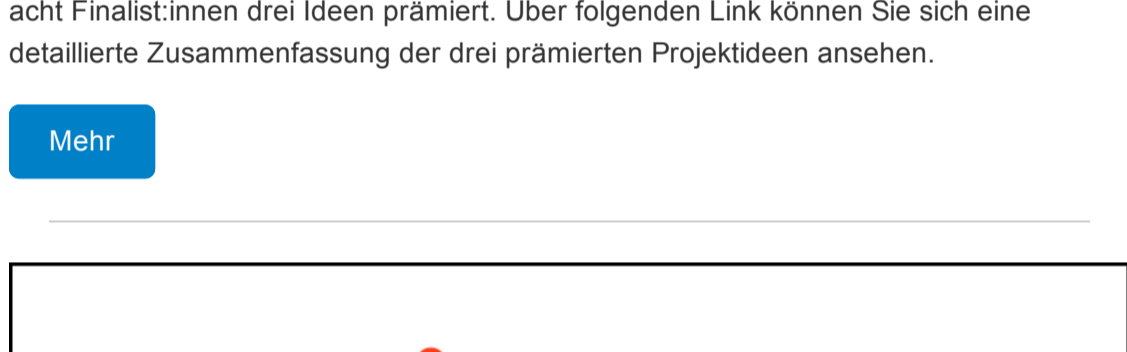 acht Finalist:innen drei Ideen prämiert. Über folgenden Link können Sie sich eine
detaillierte Zusammenfassung der drei prämierten Projektideen ansehen.
Mehr